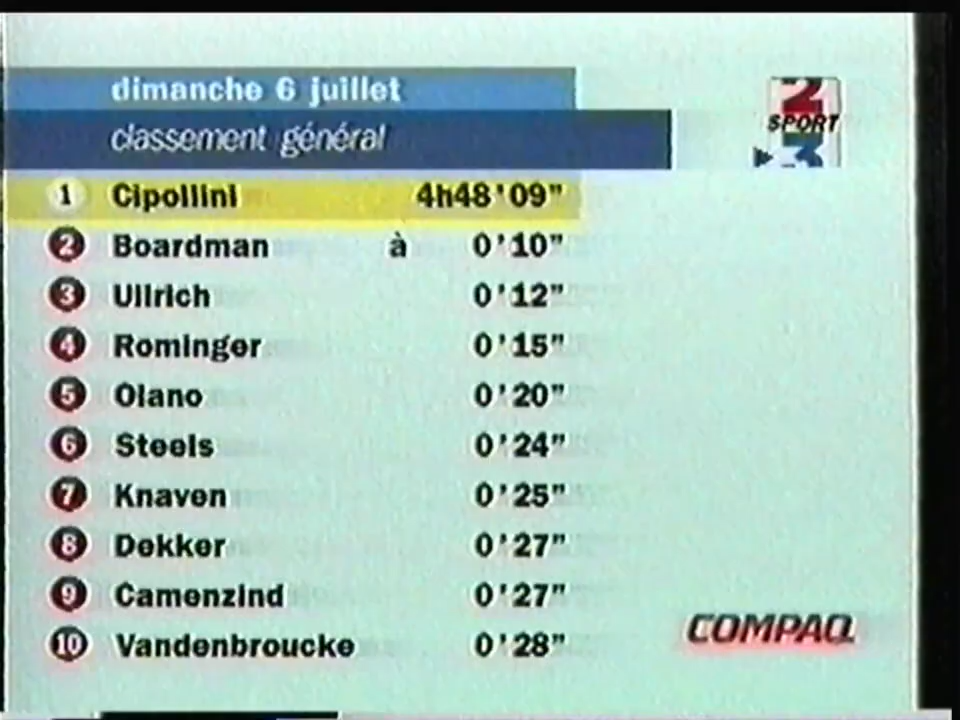 dimanche 6 juillet
classement général
2
SPORT
3
1 Cipollini 4h48'09"
2 Boardman à 0'10"
3 Ullrich 0'12"
4 Rominger 0'15"
5 Olano 0'20"
6 Steels 0'24"
7 Knaven 0'25"
8 Dekker 0'27"
9 Camenzind 0'27"
10 Vandenbroucke 0'28"
COMPAQ